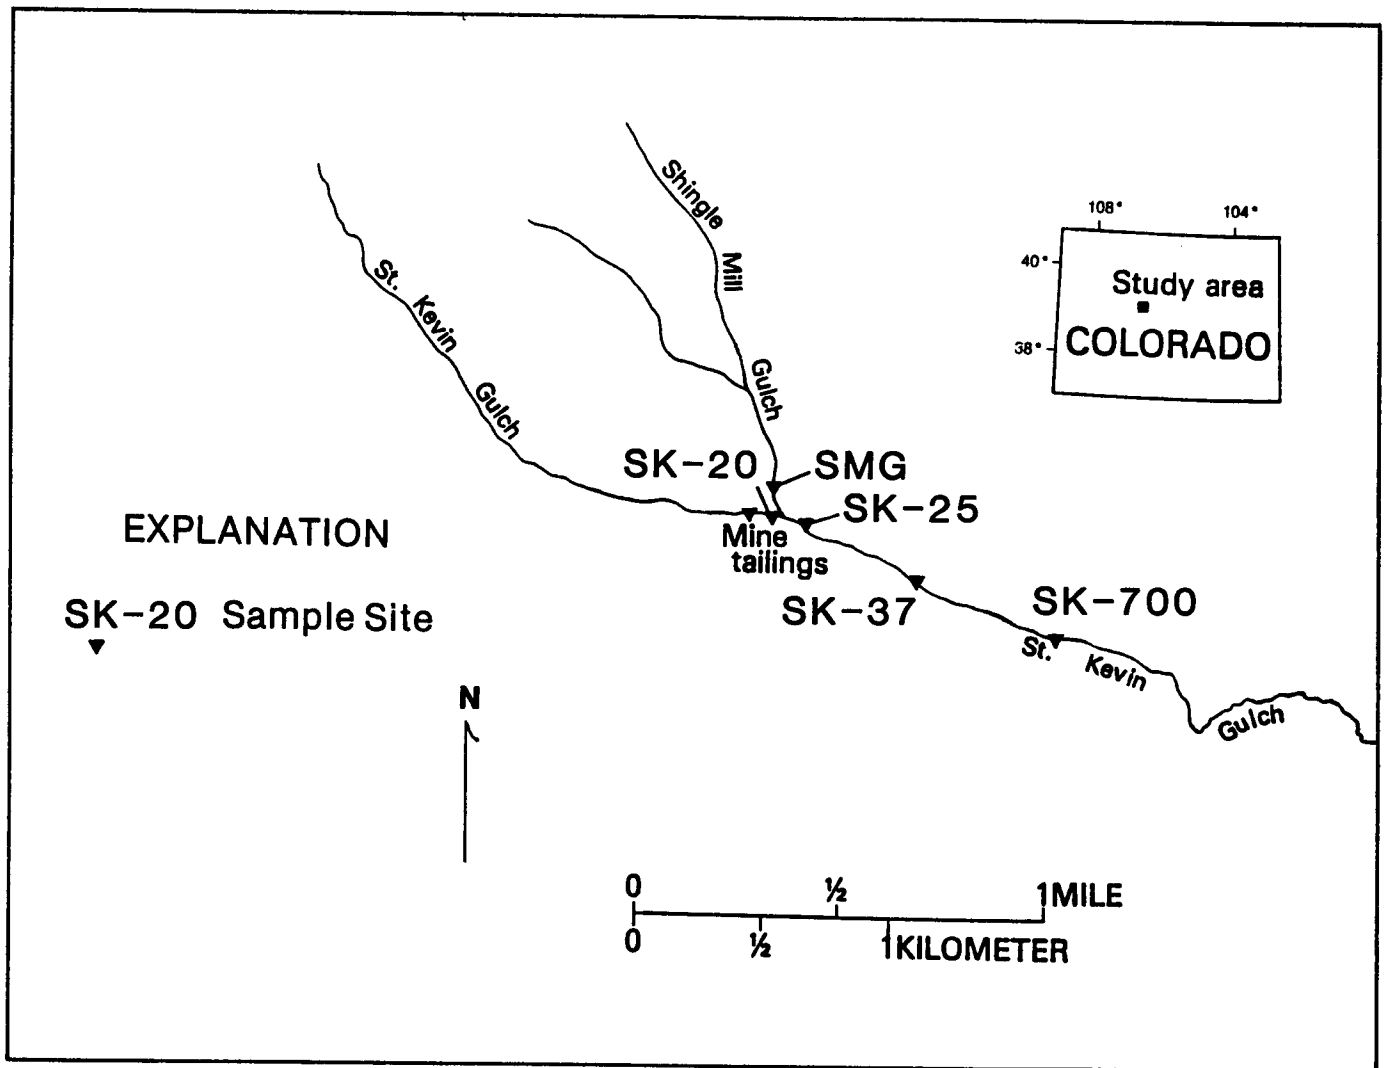 Shingle Mill Gulch
St. Kevin Gulch
108° 104°
40°
Study area
38°
COLORADO
SK-20
SMG
SK-25
Mine
tailings
EXPLANATION
SK-20 Sample Site
SK-37
SK-700
St. Kevin Gulch
N
0 ½ 1 MILE
0 ½ 1 KILOMETER